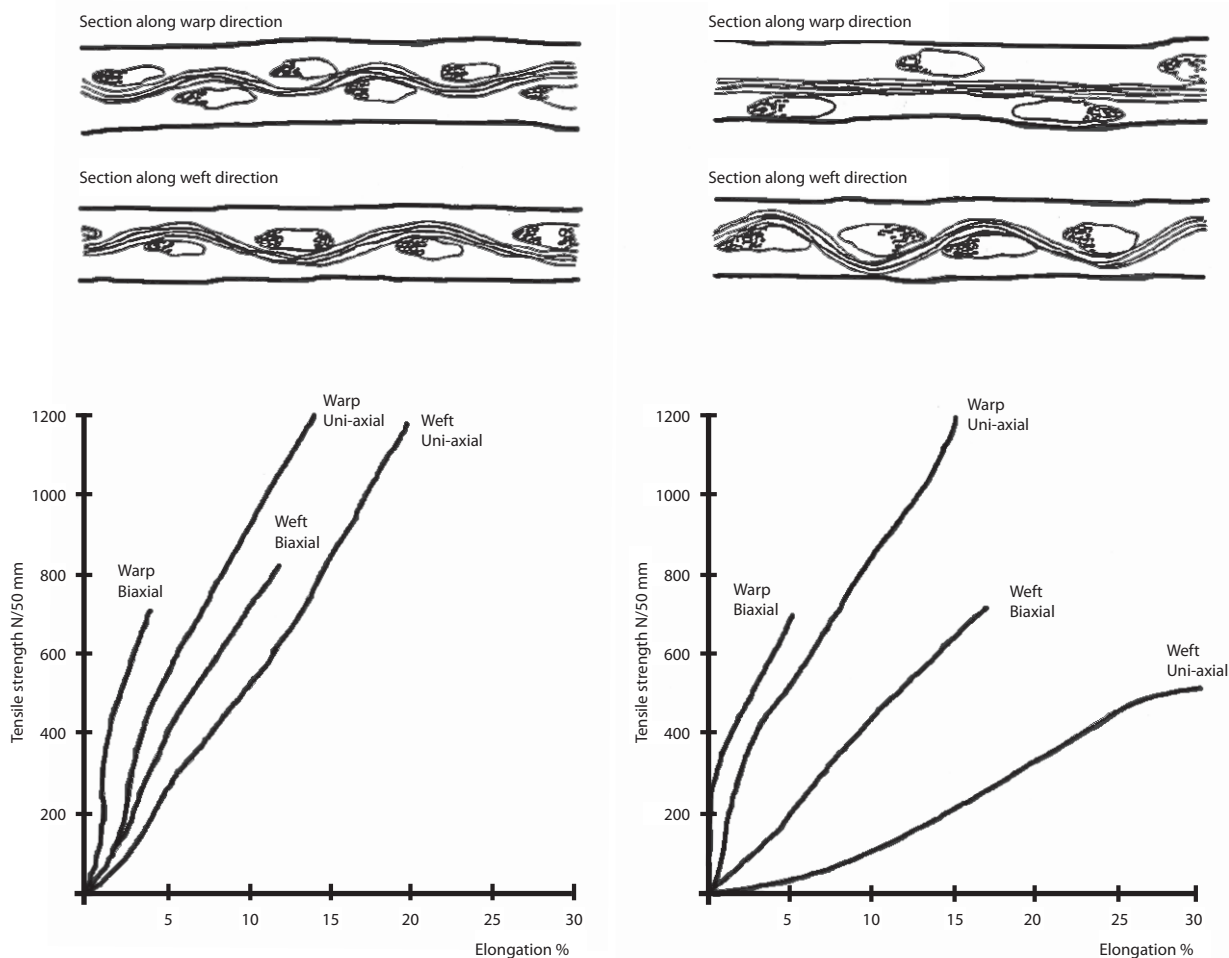 Section along warp direction
Section along weft direction
1200
1000
800
600
400
200
Tensile strength N/50 mm
Warp
Biaxial
Warp
Uni-axial
Weft
Biaxial
Weft
Uni-axial
5
10
15
20
25
30
Elongation %
Section along warp direction
Section along weft direction
1200
1000
800
600
400
200
Tensile strength N/50 mm
Warp
Biaxial
Warp
Uni-axial
Weft
Biaxial
Weft
Uni-axial
5
10
15
20
25
30
Elongation %